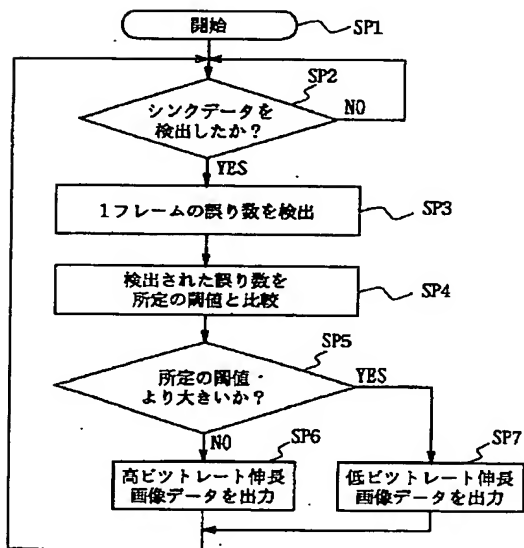 開始
SP1
SP2
シンクデータを
検出したか？
NO
YES
1フレームの誤り数を検出
SP3
検出された誤り数を
所定の閾値と比較
SP4
SP5
所定の閾値
より大きいか？
YES
NO
SP6
高ビットレート伸長
画像データを出力
SP7
低ビットレート伸長
画像データを出力